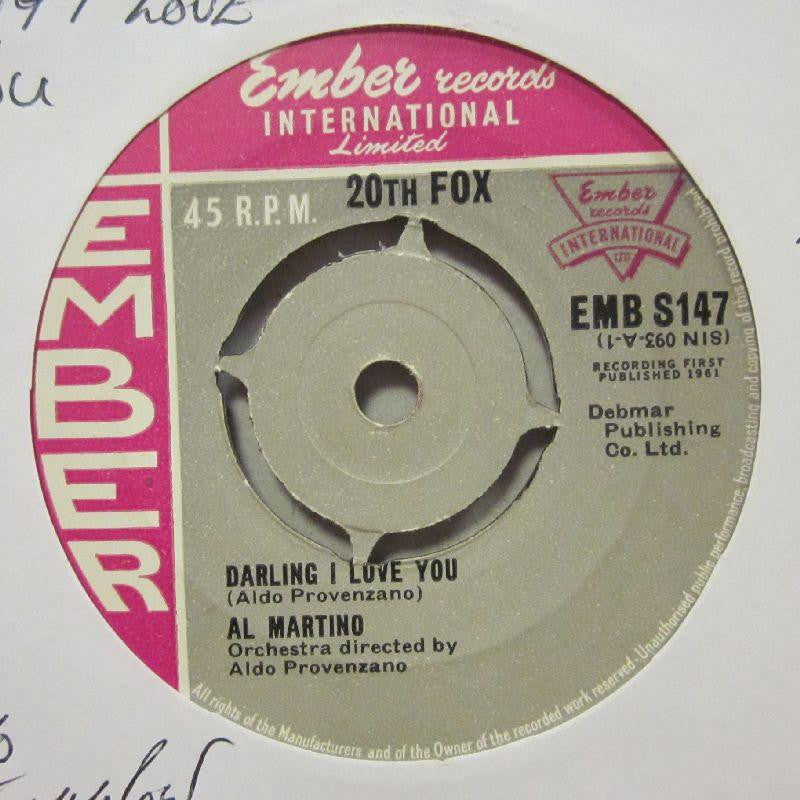 I LOVE
Ember records
INTERNATIONAL
Limited
EMBER
45 R.P.M.
20TH FOX
Ember
records
INTERNATIONAL
LTD
EMB S147
(SIN 093-A-1)
RECORDING FIRST
PUBLISHED 1961
Debmar
Publishing
Co. Ltd.
DARLING I LOVE YOU
(Aldo Provenzano)
AL MARTINO
Orchestra directed by
Aldo Provenzano
All rights of the Manufacturers and of the Owner of the recorded work reserved-Unauthorised public performance, broadcasting and copying of this record prohibited